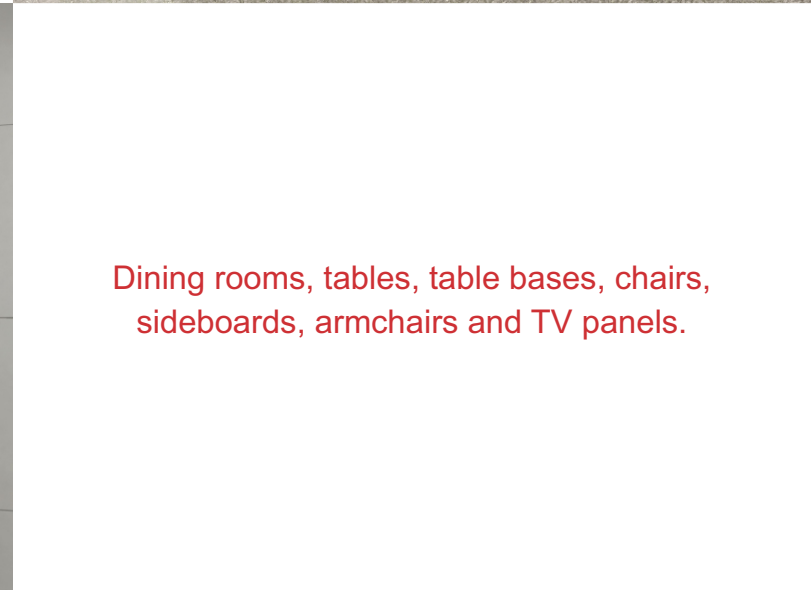 Dining rooms, tables, table bases, chairs,
sideboards, armchairs and TV panels.